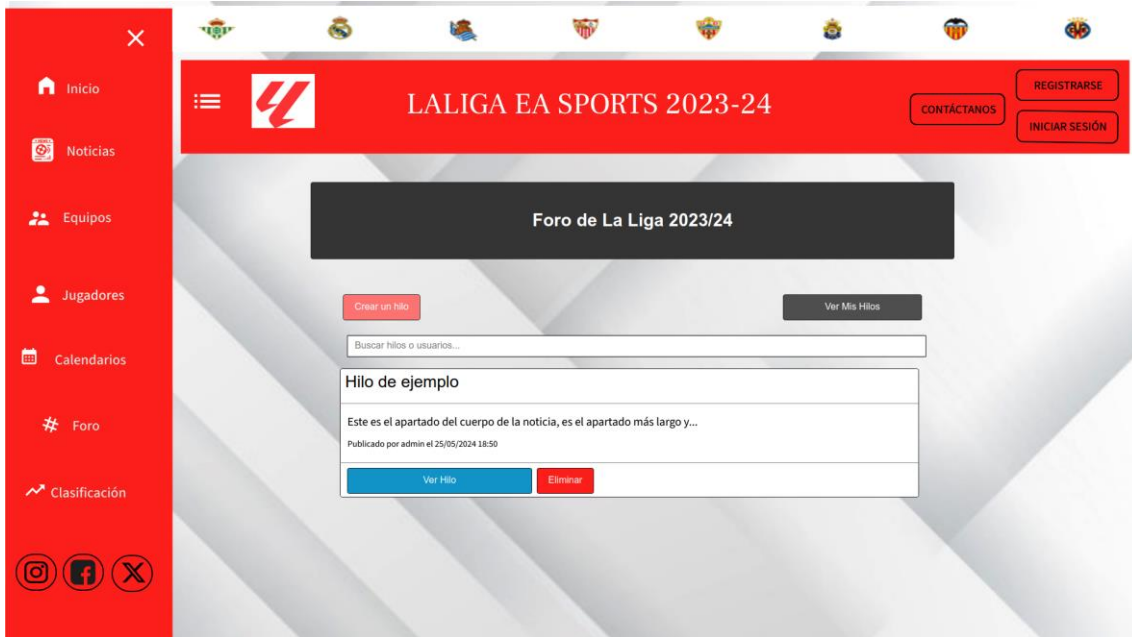 Inicio
Noticias
Equipos
Jugadores
Calendarios
Foro
Clasificación
LALIGA EA SPORTS 2023-24
CONTÁCTANOS
REGISTRARSE
INICIAR SESIÓN
Foro de La Liga 2023/24
Crear un hilo
Ver Mis Hilos
Buscar hilos o usuarios...
Hilo de ejemplo
Este es el apartado del cuerpo de la noticia, es el apartado más largo y...
Publicado por admin el 25/05/2024 18:50
Ver Hilo
Eliminar